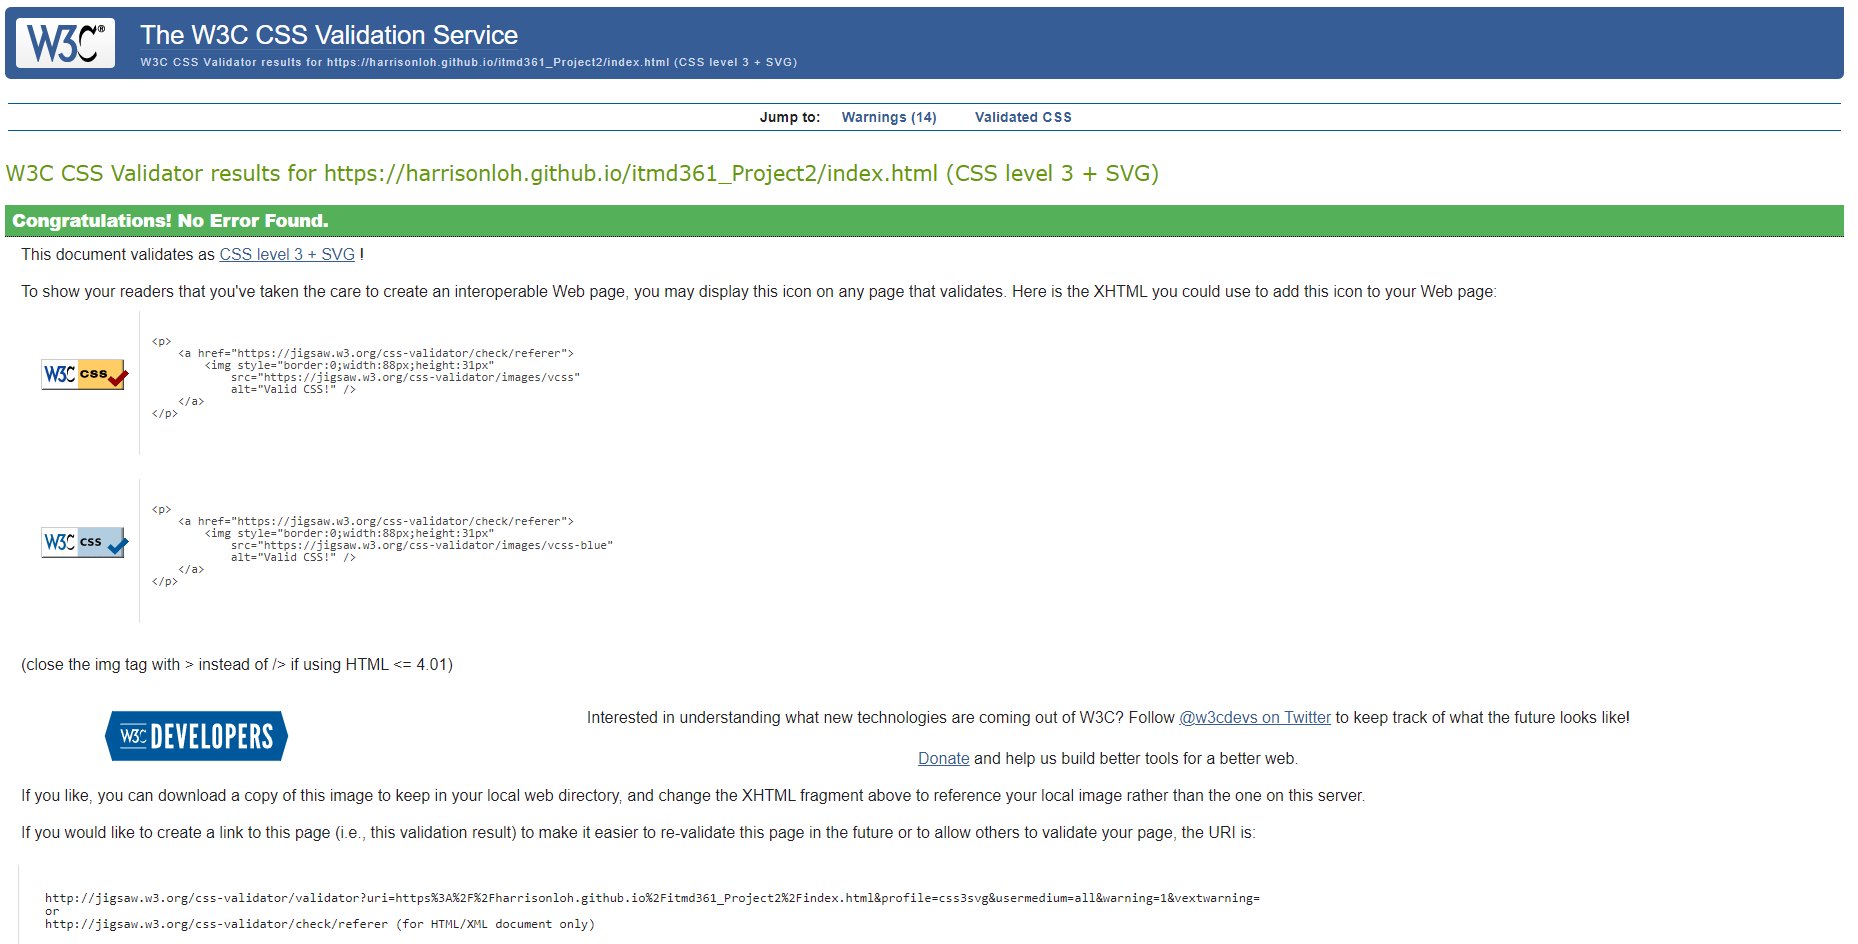 W3C®
The W3C CSS Validation Service
W3C CSS Validator results for https://harrisonloh.github.io/itmd361_Project2/index.html (CSS level 3 + SVG)
Jump to: Warnings (14) Validated CSS
W3C CSS Validator results for https://harrisonloh.github.io/itmd361_Project2/index.html (CSS level 3 + SVG)
Congratulations! No Error Found.
This document validates as CSS level 3 + SVG !
To show your readers that you've taken the care to create an interoperable Web page, you may display this icon on any page that validates. Here is the XHTML you could use to add this icon to your Web page:
W3C css
<p>
    <a href="https://jigsaw.w3.org/css-validator/check/referer">
        <img style="border:0;width:88px;height:31px"
            src="https://jigsaw.w3.org/css-validator/images/vcss"
            alt="Valid CSS!" />
    </a>
</p>
W3C css
<p>
    <a href="https://jigsaw.w3.org/css-validator/check/referer">
        <img style="border:0;width:88px;height:31px"
            src="https://jigsaw.w3.org/css-validator/images/vcss-blue"
            alt="Valid CSS!" />
    </a>
</p>
(close the img tag with > instead of /> if using HTML <= 4.01)
W3C DEVELOPERS
Interested in understanding what new technologies are coming out of W3C? Follow @w3cdevs on Twitter to keep track of what the future looks like!
Donate and help us build better tools for a better web.
If you like, you can download a copy of this image to keep in your local web directory, and change the XHTML fragment above to reference your local image rather than the one on this server.
If you would like to create a link to this page (i.e., this validation result) to make it easier to re-validate this page in the future or to allow others to validate your page, the URI is:
http://jigsaw.w3.org/css-validator/validator?uri=https%3A%2F%2Fharrisonloh.github.io%2Fitmd361_Project2%2Findex.html&profile=css3svg&usermedium=all&warning=1&vextwarning=
or
http://jigsaw.w3.org/css-validator/check/referer (for HTML/XML document only)